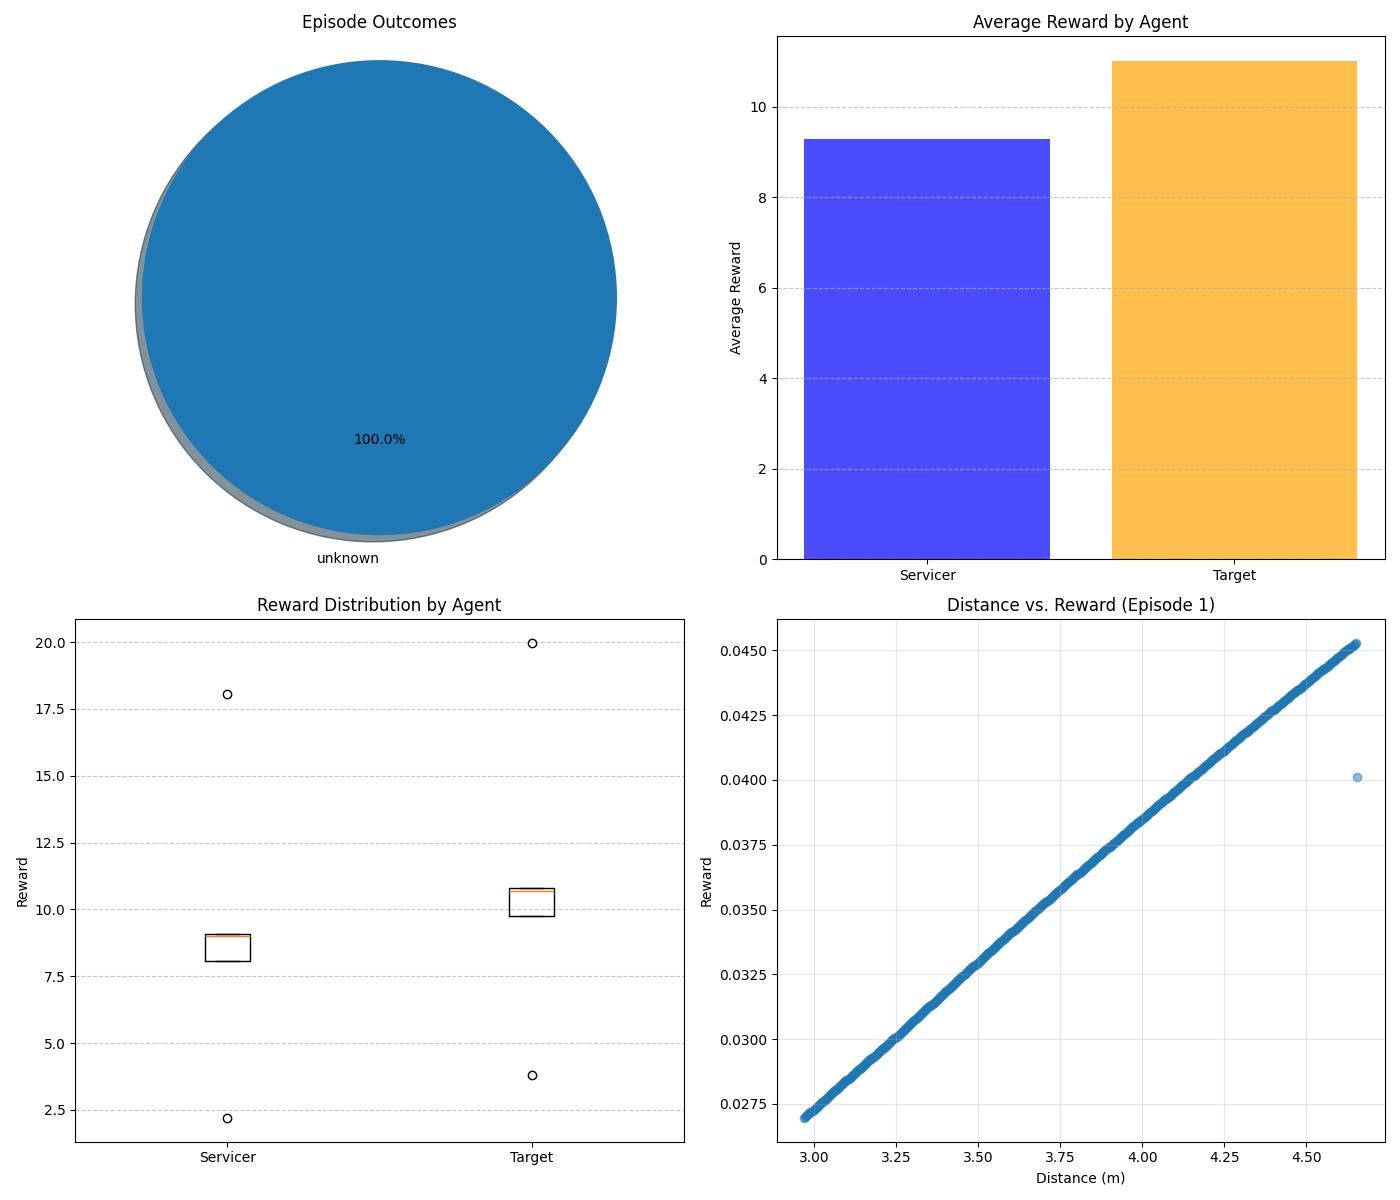 Episode Outcomes
100.0%
unknown
Average Reward by Agent
Average Reward
10
8
6
4
2
0
Servicer
Target
Reward Distribution by Agent
Reward
20.0
17.5
15.0
12.5
10.0
7.5
5.0
2.5
Servicer
Target
Distance vs. Reward (Episode 1)
Reward
0.0450
0.0425
0.0400
0.0375
0.0350
0.0325
0.0300
0.0275
3.00
3.25
3.50
3.75
4.00
4.25
4.50
Distance (m)